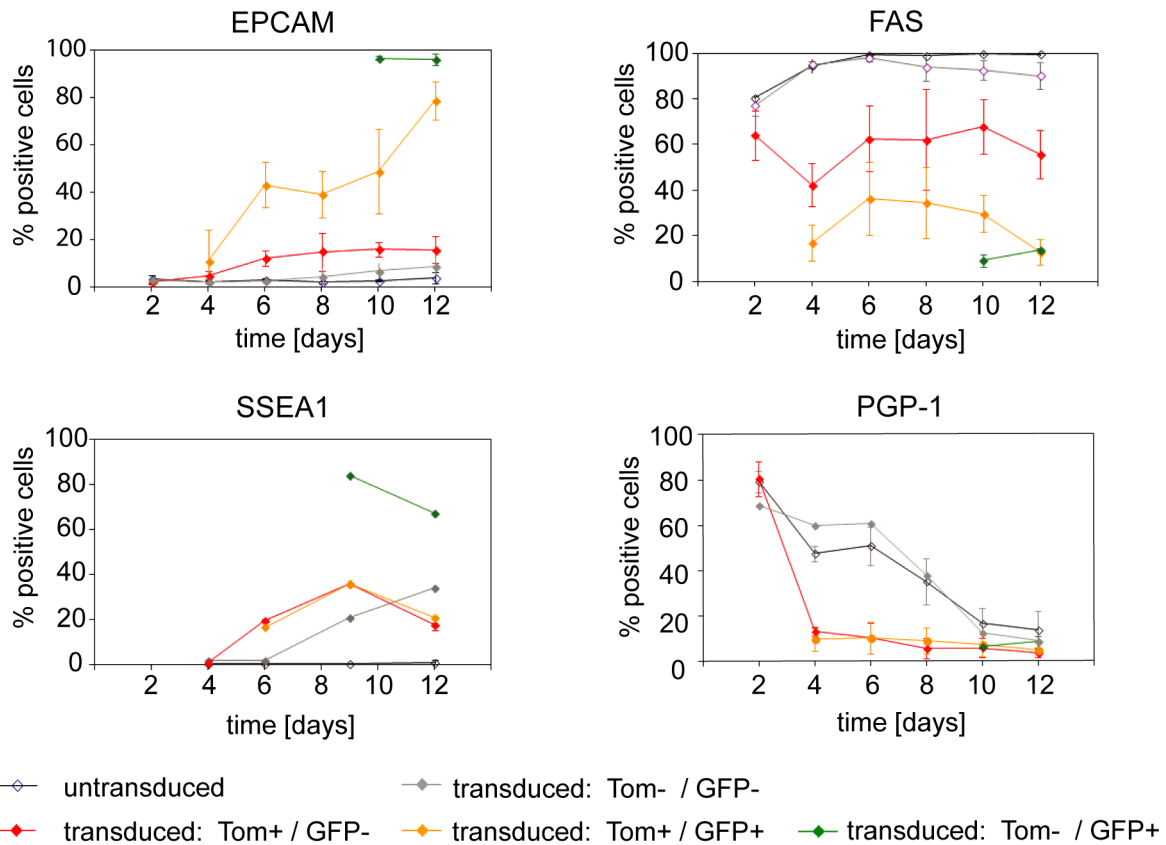 EPCAM
% positive cells
100
80
60
40
20
0
2 4 6 8 10 12
time [days]
FAS
% positive cells
100
80
60
40
20
0
2 4 6 8 10 12
time [days]
SSEA1
% positive cells
100
80
60
40
20
0
2 4 6 8 10 12
time [days]
PGP-1
% positive cells
100
80
60
40
20
0
2 4 6 8 10 12
time [days]
untransduced
transduced: Tom- / GFP-
transduced: Tom+ / GFP-
transduced: Tom+ / GFP+
transduced: Tom- / GFP+